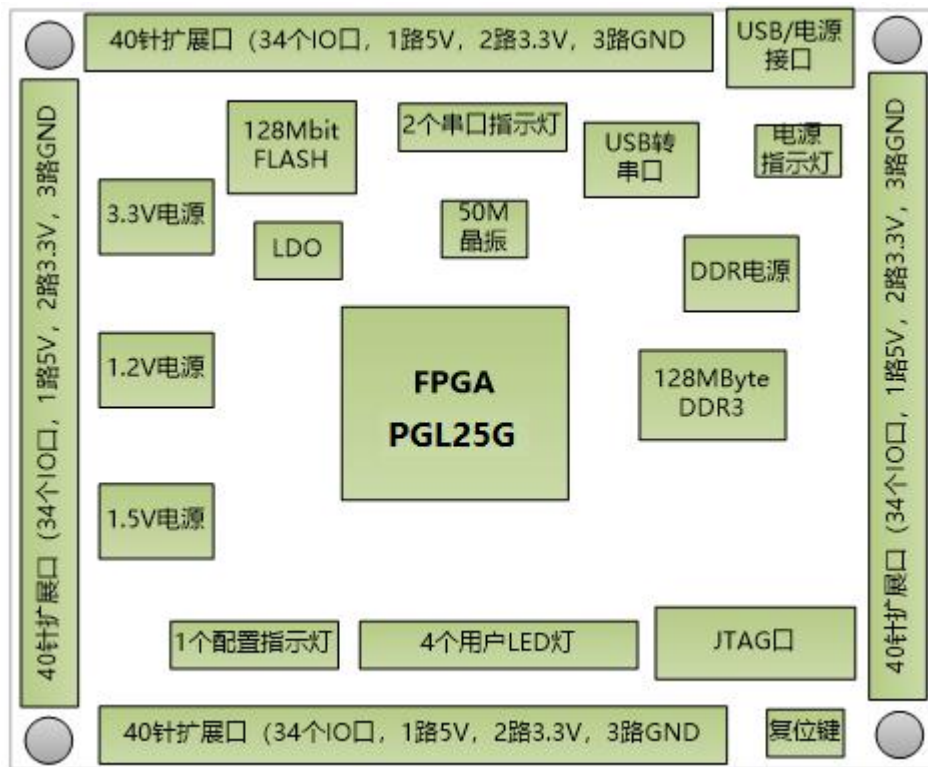 40针扩展口（34个IO口，1路5V，2路3.3V，3路GND
USB/电源
接口
40针扩展口（34个IO口，1路5V，2路3.3V，3路GND
128Mbit
FLASH
2个串口指示灯
USB转
串口
电源
指示灯
40针扩展口（34个IO口，1路5V，2路3.3V，3路GND
3.3V电源
LDO
50M
晶振
DDR电源
1.2V电源
FPGA
PGL25G
128MByte
DDR3
1.5V电源
1个配置指示灯
4个用户LED灯
JTAG口
40针扩展口（34个IO口，1路5V，2路3.3V，3路GND
复位键